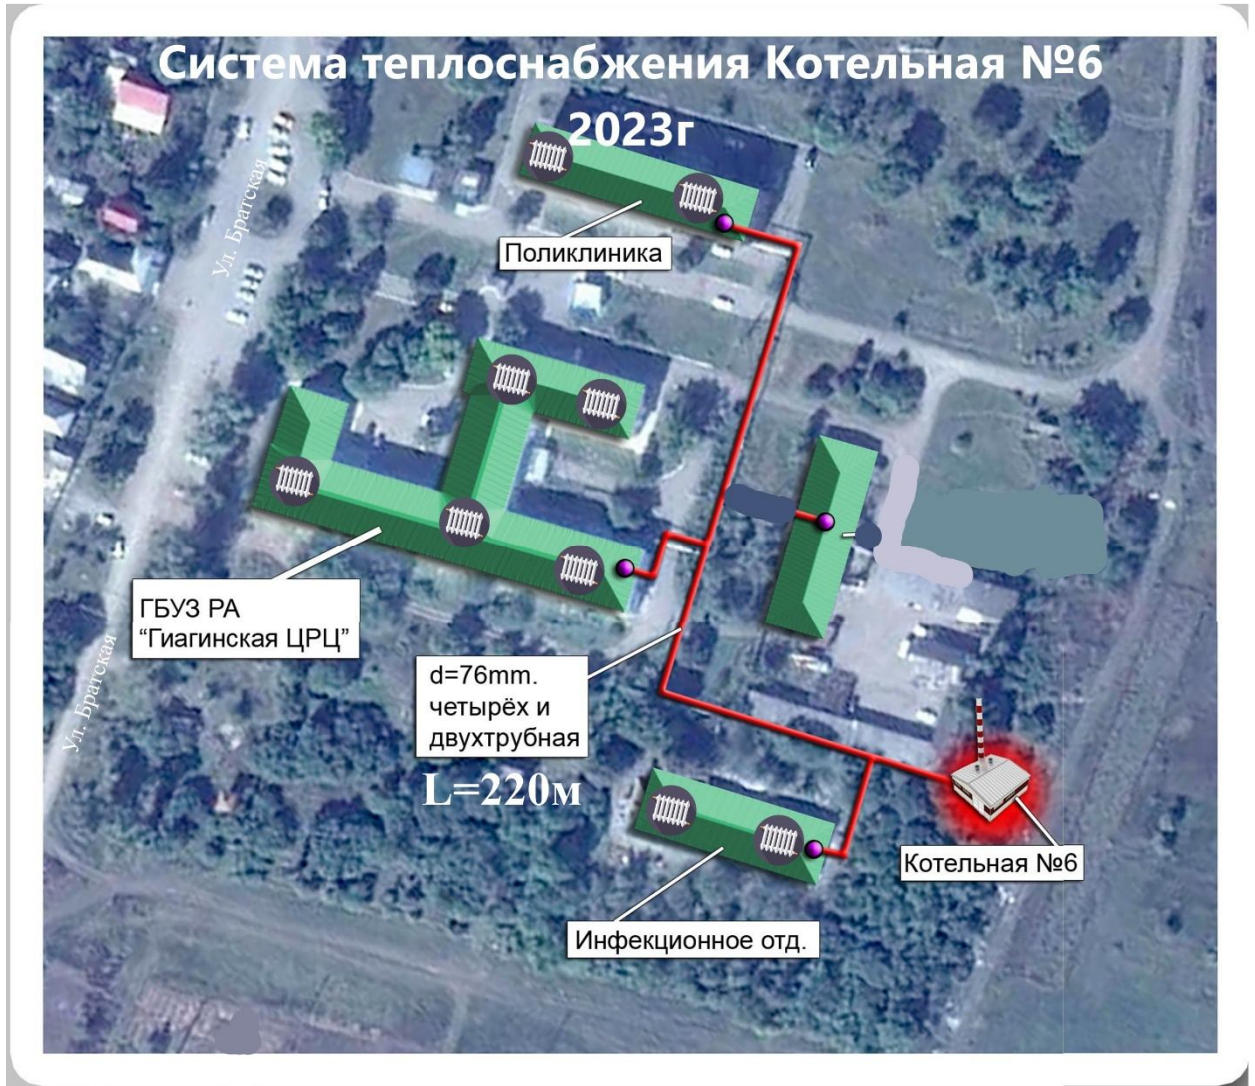 Система теплоснабжения Котельная №6
2023г
Ул. Братская
Поликлиника
ГБУЗ РА
“Гиагинская ЦРЦ”
Ул. Братская
d=76mm.
четырёх и
двухтрубная
L=220м
Котельная №6
Инфекционное отд.